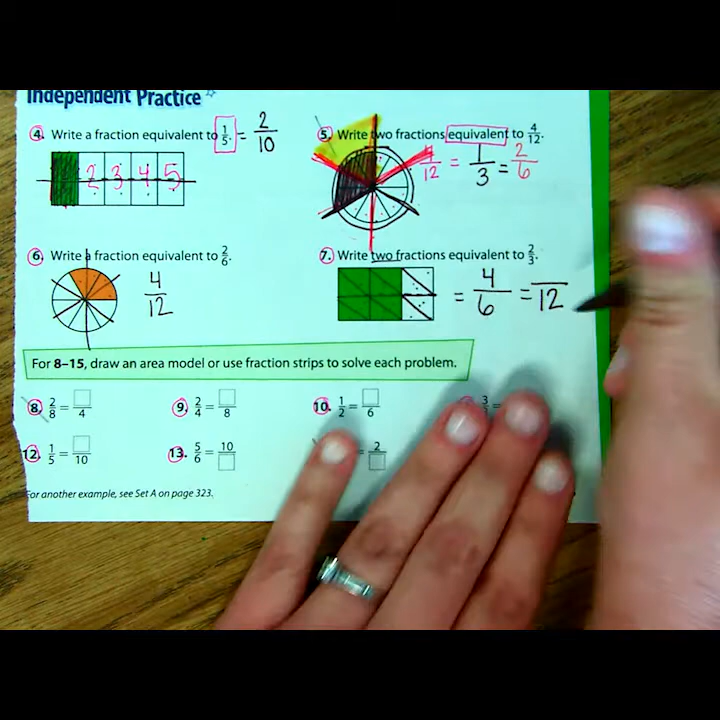 Independent Practice
4. Write a fraction equivalent to 1/5. = 2/10
2 3 4 5
5. Write two fractions equivalent to 4/12.
4/12 = 1/3 = 2/6
6. Write a fraction equivalent to 2/6.
4/12
7. Write two fractions equivalent to 2/3.
= 4/6 = /12
For 8–15, draw an area model or use fraction strips to solve each problem.
8. 2/8 = □/4
9. 2/4 = □/8
10. 1/2 = □/6
12. 1/5 = □/10
13. 5/6 = 10/□
= 2/□
For another example, see Set A on page 323.